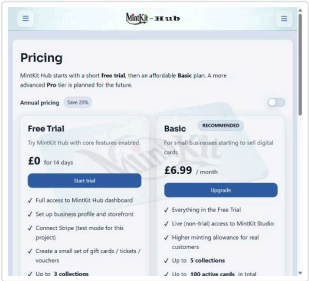 MintKit-Hub
Pricing
MintKit Hub starts with a short free trial, then an affordable Basic plan. A more
advanced Pro tier is planned for the future.
Annual pricing Save 20%
Free Trial
Try MintKit Hub with core features enabled.
£0 for 14 days
Start trial
✓ Full access to MintKit Hub dashboard
✓ Set up business profile and storefront
✓ Connect Stripe (test mode for this
project)
✓ Create a small set of gift cards / tickets /
vouchers
✓ Up to 3 collections
RECOMMENDED
Basic
For small businesses starting to sell digital
cards.
£6.99 / month
Upgrade
✓ Everything in the Free Trial
✓ Live (non-trial) access to MintKit Studio
✓ Higher minting allowance for real
customers
✓ Up to 5 collections
✓ Up to 100 active cards in total